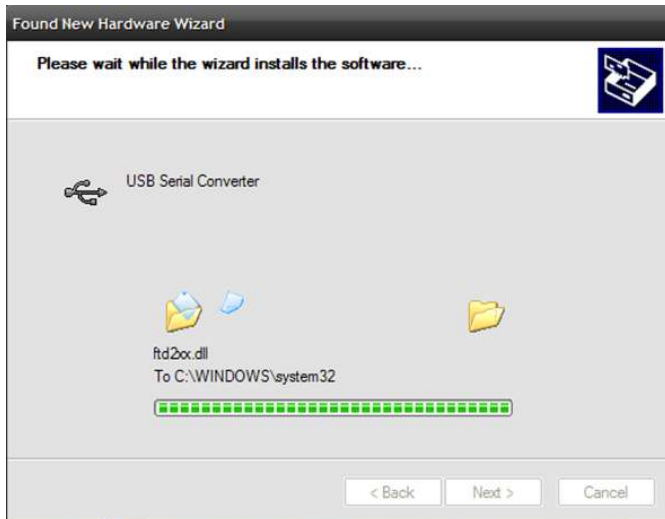 Found New Hardware Wizard
Please wait while the wizard installs the software...
USB Serial Converter
ftd2xx.dll
To C:\WINDOWS\system32
< Back
Next >
Cancel